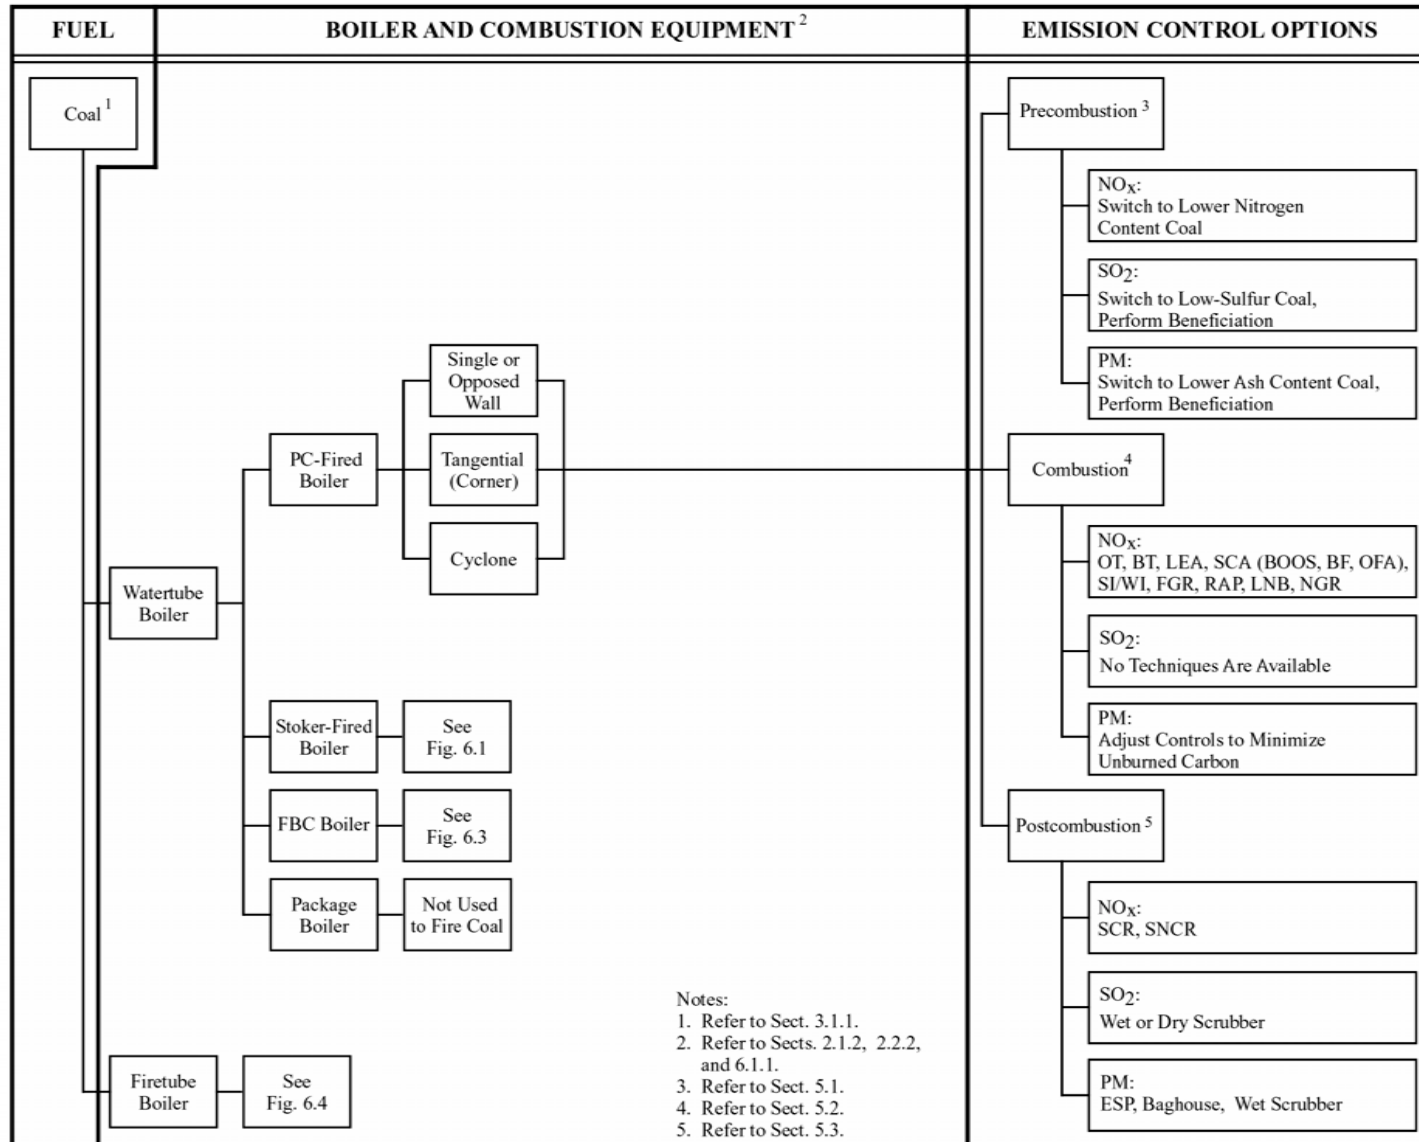 FUEL
BOILER AND COMBUSTION EQUIPMENT 2
EMISSION CONTROL OPTIONS
Coal 1
Watertube
Boiler
Firetube
Boiler
See
Fig. 6.4
PC-Fired
Boiler
Single or
Opposed
Wall
Tangential
(Corner)
Cyclone
Stoker-Fired
Boiler
See
Fig. 6.1
FBC Boiler
See
Fig. 6.3
Package
Boiler
Not Used
to Fire Coal
Precombustion 3
NOx:
Switch to Lower Nitrogen
Content Coal
SO2:
Switch to Low-Sulfur Coal,
Perform Beneficiation
PM:
Switch to Lower Ash Content Coal,
Perform Beneficiation
Combustion 4
NOx:
OT, BT, LEA, SCA (BOOS, BF, OFA),
SI/WI, FGR, RAP, LNB, NGR
SO2:
No Techniques Are Available
PM:
Adjust Controls to Minimize
Unburned Carbon
Postcombustion 5
NOx:
SCR, SNCR
SO2:
Wet or Dry Scrubber
PM:
ESP, Baghouse, Wet Scrubber
Notes:
1. Refer to Sect. 3.1.1.
2. Refer to Sects. 2.1.2, 2.2.2,
and 6.1.1.
3. Refer to Sect. 5.1.
4. Refer to Sect. 5.2.
5. Refer to Sect. 5.3.